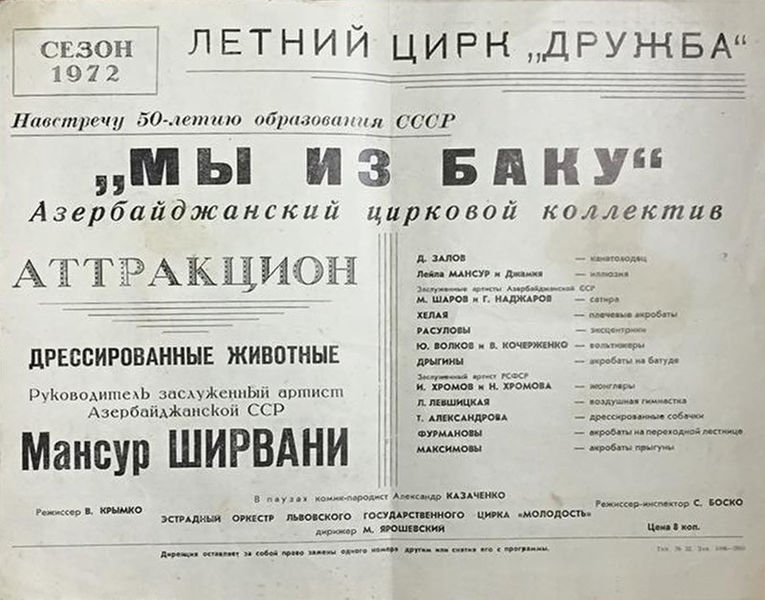 СЕЗОН
1972
ЛЕТНИЙ ЦИРК „ДРУЖБА“
Навстречу 50-летию образования СССР
„МЫ ИЗ БАКУ“
Азербайджанский цирковой коллектив
АТТРАКЦИОН
ДРЕССИРОВАННЫЕ ЖИВОТНЫЕ
Руководитель заслуженный артист
Азербайджанской ССР
Мансур ШИРВАНИ
Д. ЗАЛОВ — канатоходец
Лейла МАНСУР и Джамия — иллюзия
Заслуженные артисты Азербайджанской ССР
М. ШАРОВ и Г. НАДЖАРОВ — сатира
ХЕЛАЯ — плечевые акробаты
РАСУЛОВЫ — эксцентрики
Ю. ВОЛКОВ и В. КОЧЕРЖЕНКО — вольтижеры
ДРЫГИНЫ — акробаты на батуде
Заслуженный артист РСФСР
И. ХРОМОВ и Н. ХРОМОВА — жонглеры
Л. ЛЕВШИЦКАЯ — воздушная гимнастка
Т. АЛЕКСАНДРОВА — дрессированные собачки
ФУРМАНОВЫ — акробаты на переходной лестнице
МАКСИМОВЫ — акробаты прыгуны
В паузах комик-пародист Александр КАЗАЧЕНКО
Режиссер В. КРЫМКО
Режиссер-инспектор С. БОСКО
ЭСТРАДНЫЙ ОРКЕСТР ЛЬВОВСКОГО ГОСУДАРСТВЕННОГО ЦИРКА «МОЛОДОСТЬ»
дирижер М. ЯРОШЕВСКИЙ
Цена 8 коп.
Дирекция оставляет за собой право замены одного номера другим или снятия его с программы.